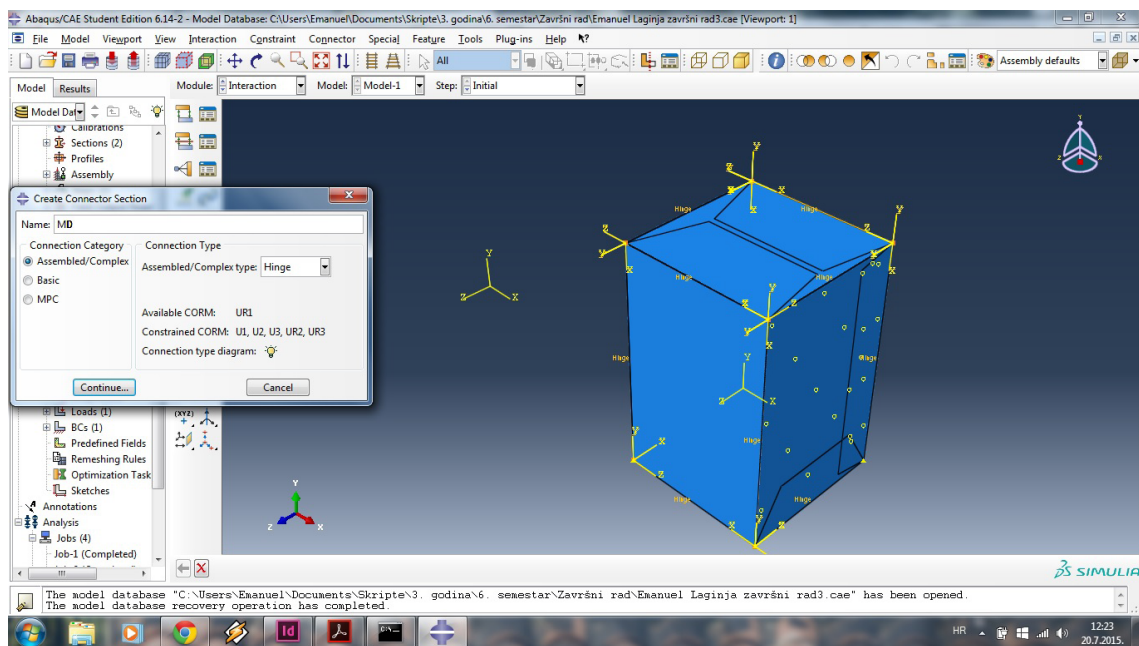 Abaqus/CAE Student Edition 6.14-2 - Model Database: C:\Users\Emanuel\Documents\Skripte\3. godina\6. semestar\Završni rad\Emanuel Laginja završni rad3.cae [Viewport: 1]
File Model Viewport View Interaction Constraint Connector Special Feature Tools Plug-ins Help
All
Assembly defaults
Model Results
Module: Interaction Model: Model-1 Step: Initial
Model Dat
Calibrations
Sections (2)
Profiles
Assembly
Create Connector Section
Name: MD
Connection Category
Assembled/Complex
Basic
MPC
Connection Type
Assembled/Complex type: Hinge
Available CORM: UR1
Constrained CORM: U1, U2, U3, UR2, UR3
Connection type diagram:
Continue... Cancel
Loads (1)
BCs (1)
Predefined Fields
Remeshing Rules
Optimization Task
Sketches
Annotations
Analysis
Jobs (4)
Job-1 (Completed)
(XYZ)
Y
Z X
Y
Z X
Y
Z X
Y
Z X
Hinge
Hinge
Hinge
Hinge
Hinge
Hinge
Hinge
Hinge
Hinge
SIMULIA
The model database "C:\Users\Emanuel\Documents\Skripte\3. godina\6. semestar\Završni rad\Emanuel Laginja završni rad3.cae" has been opened.
The model database recovery operation has completed.
Id
C:\
HR
12:23
20.7.2015.